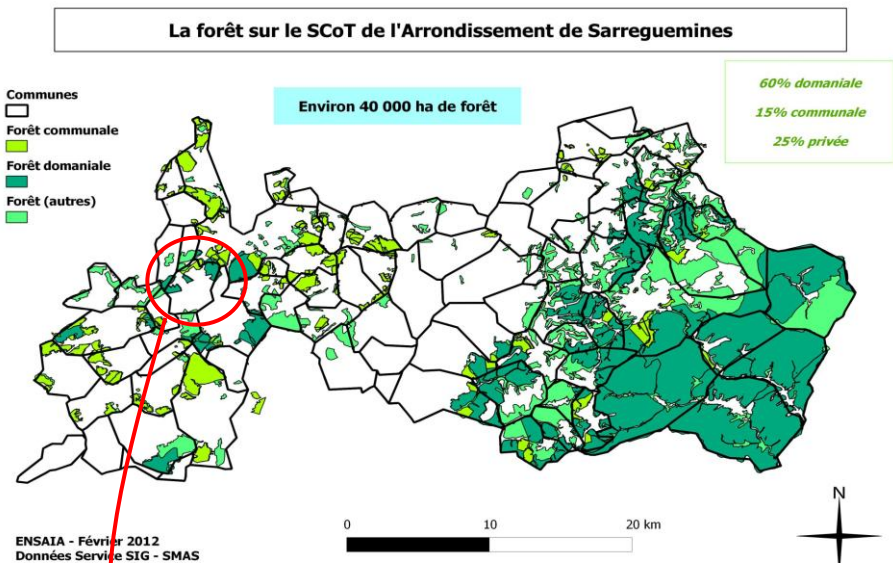 La forêt sur le SCoT de l'Arrondissement de Sarreguemines
Communes
Forêt communale
Forêt domaniale
Forêt (autres)
Environ 40 000 ha de forêt
60% domaniale
15% communale
25% privée
0 10 20 km
N
ENSAIA - Février 2012
Données Service SIG - SMAS